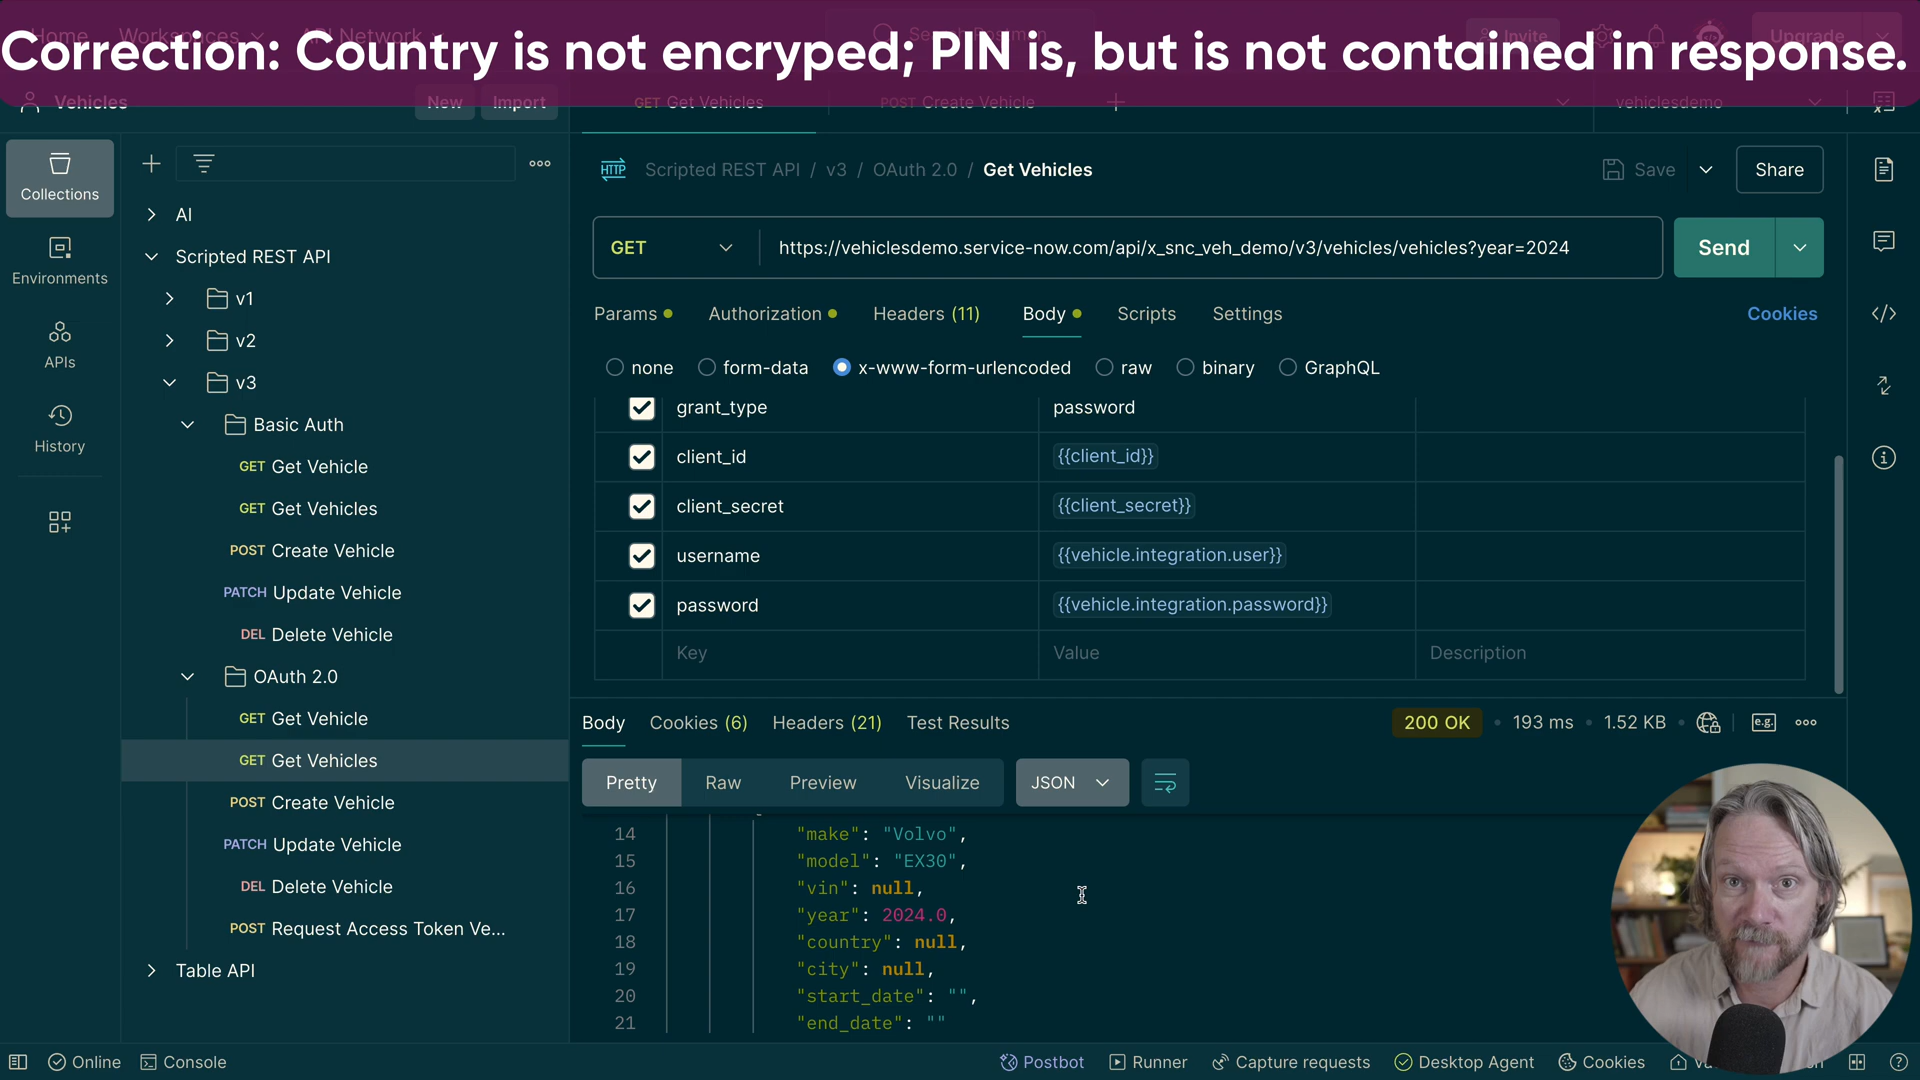 Correction: Country is not encryped; PIN is, but is not contained in response.
Home Workspaces API Network Invite Upgrade
Vehicles New Import GET Get Vehicles POST Create Vehicle vehiclesdemo
Scripted REST API / v3 / OAuth 2.0 / Get Vehicles Save Share
Collections
Environments
APIs
History
AI
Scripted REST API
v1
v2
v3
Basic Auth
GET Get Vehicle
GET Get Vehicles
POST Create Vehicle
PATCH Update Vehicle
DEL Delete Vehicle
OAuth 2.0
GET Get Vehicle
GET Get Vehicles
POST Create Vehicle
PATCH Update Vehicle
DEL Delete Vehicle
POST Request Access Token Ve...
Table API
GET https://vehiclesdemo.service-now.com/api/x_snc_veh_demo/v3/vehicles/vehicles?year=2024 Send
Params Authorization Headers (11) Body Scripts Settings Cookies
none form-data x-www-form-urlencoded raw binary GraphQL
grant_type password
client_id {{client_id}}
client_secret {{client_secret}}
username {{vehicle.integration.user}}
password {{vehicle.integration.password}}
Key Value Description
Body Cookies (6) Headers (21) Test Results 200 OK • 193 ms • 1.52 KB e.g.
Pretty Raw Preview Visualize JSON
14 "make": "Volvo",
15 "model": "EX30",
16 "vin": null,
17 "year": 2024.0,
18 "country": null,
19 "city": null,
20 "start_date": "",
21 "end_date": ""
Online Console Postbot Runner Capture requests Desktop Agent Cookies